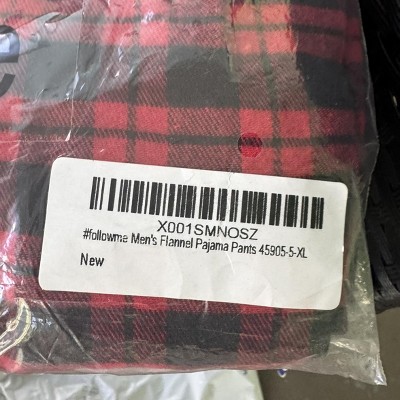 X001SMNOSZ
#followme Men's Flannel Pajama Pants 45905-5-XL
New